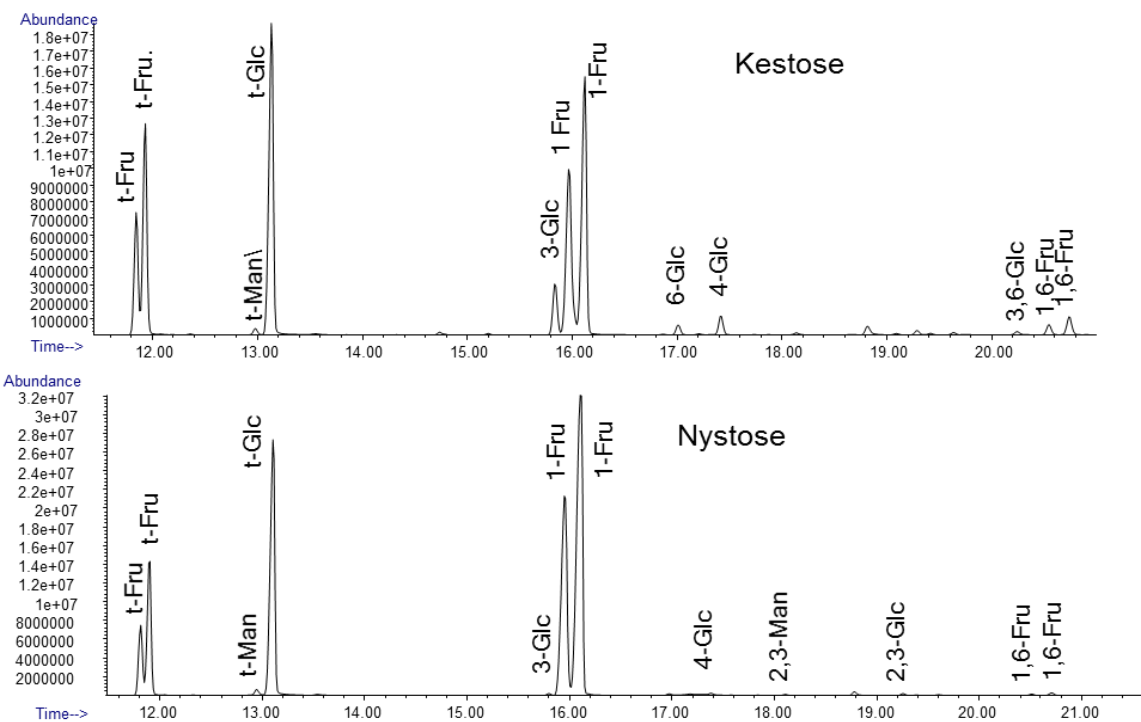 Abundance
1.8e+07
1.7e+07
1.6e+07
1.5e+07
1.4e+07
1.3e+07
1.2e+07
1.1e+07
1e+07
9000000
8000000
7000000
6000000
5000000
4000000
3000000
2000000
1000000
Time-->
12.00 13.00 14.00 15.00 16.00 17.00 18.00 19.00 20.00
Kestose
t-Fru
t-Fru.
t-Man\
t-Glc
3-Glc
1 Fru
1-Fru
6-Glc
4-Glc
3,6-Glc
1,6-Fru
1,6-Fru
Abundance
3.2e+07
3e+07
2.8e+07
2.6e+07
2.4e+07
2.2e+07
2e+07
1.8e+07
1.6e+07
1.4e+07
1.2e+07
1e+07
8000000
6000000
4000000
2000000
Time-->
12.00 13.00 14.00 15.00 16.00 17.00 18.00 19.00 20.00 21.00
Nystose
t-Fru
t-Fru
t-Man
t-Glc
3-Glc
1-Fru
1-Fru
4-Glc
2,3-Man
2,3-Glc
1,6-Fru
1,6-Fru